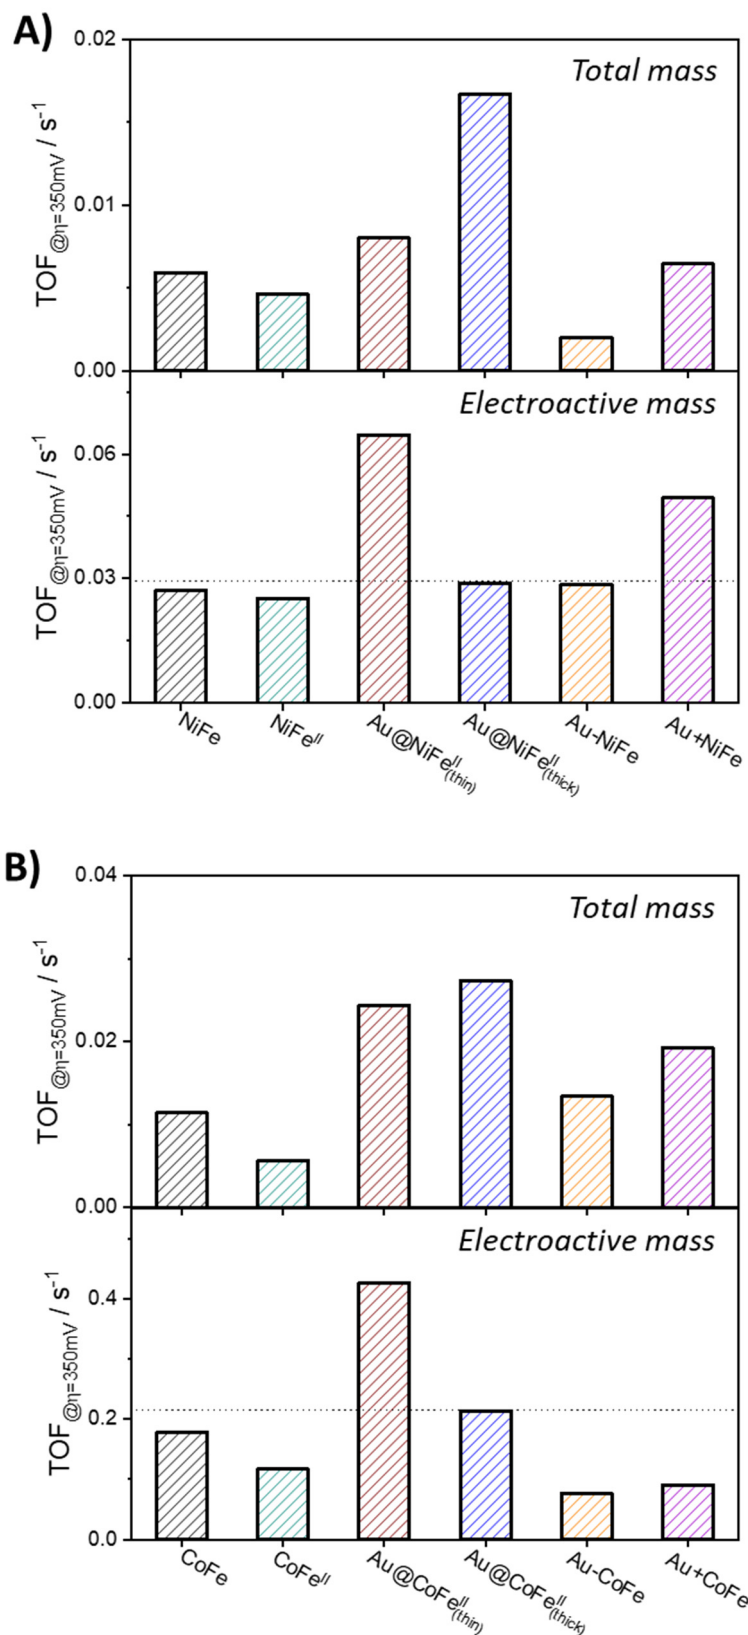 A)
0.02
Total mass
0.01
TOF@η=350mV / s-1
0.00
Electroactive mass
0.06
TOF@η=350mV / s-1
0.03
0.00
NiFe
NiFeII
Au@NiFeII(thin)
Au@NiFeII(thick)
Au-NiFe
Au+NiFe
B)
0.04
Total mass
TOF@η=350mV / s-1
0.02
0.00
Electroactive mass
0.4
TOF@η=350mV / s-1
0.2
0.0
CoFe
CoFeII
Au@CoFeII(thin)
Au@CoFeII(thick)
Au-CoFe
Au+CoFe